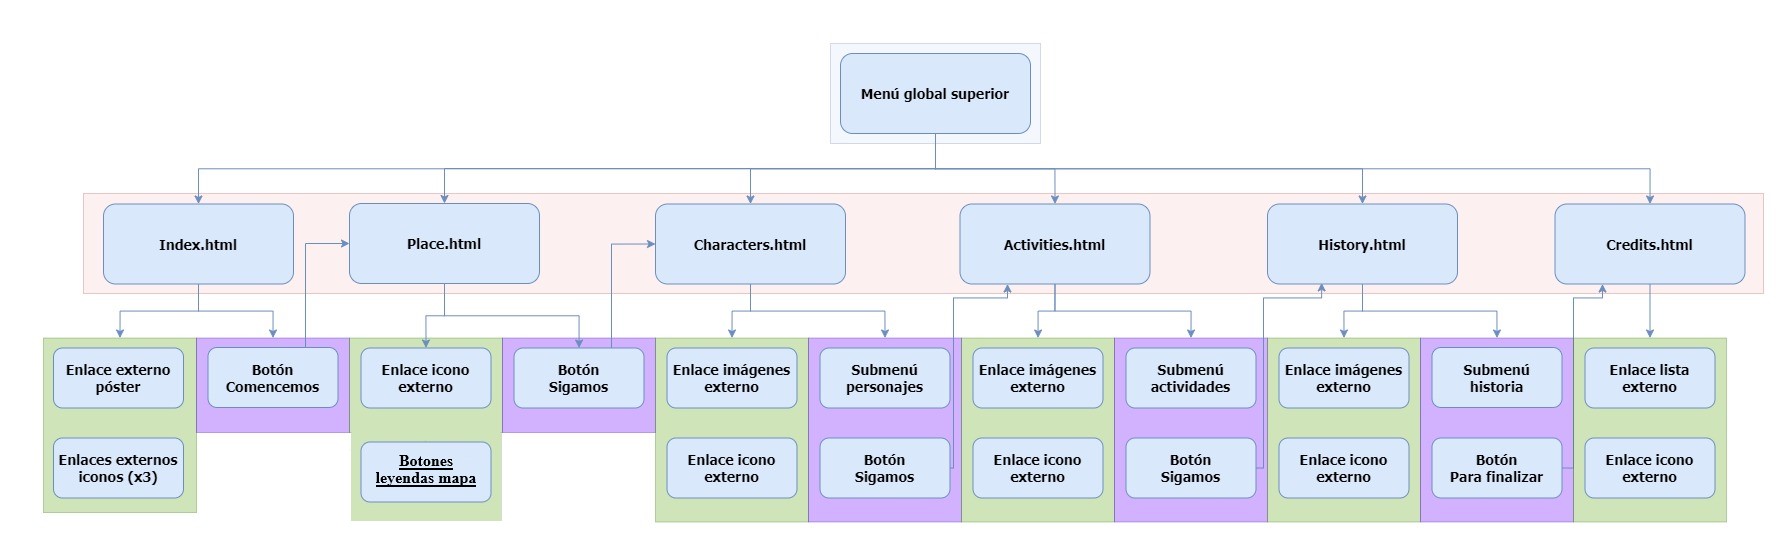 Menú global superior
Index.html
Place.html
Characters.html
Activities.html
History.html
Credits.html
Enlace externo
póster
Botón
Comencemos
Enlace icono
externo
Botón
Sigamos
Enlace imágenes
externo
Submenú
personajes
Enlace imágenes
externo
Submenú
actividades
Enlace imágenes
externo
Submenú
historia
Enlace lista
externo
Enlaces externos
iconos (x3)
Botones
leyendas mapa
Enlace icono
externo
Botón
Sigamos
Enlace icono
externo
Botón
Sigamos
Enlace icono
externo
Botón
Para finalizar
Enlace icono
externo